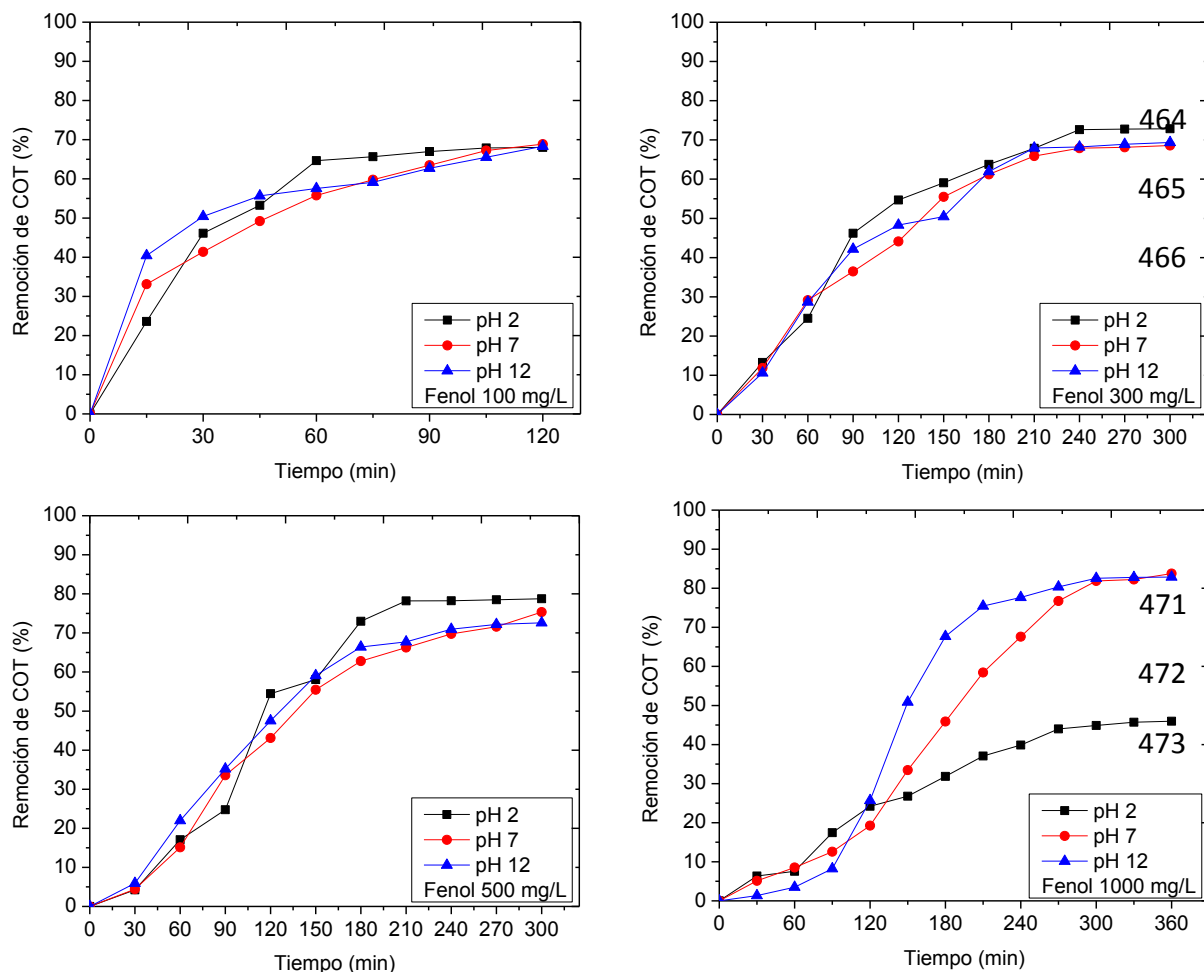 100
90
80
70
60
50
40
30
20
10
0
Remoción de COT (%)
pH 2
pH 7
pH 12
Fenol 100 mg/L
0 30 60 90 120
Tiempo (min)
100
90
80
70
60
50
40
30
20
10
0
Remoción de COT (%)
464
465
466
pH 2
pH 7
pH 12
Fenol 300 mg/L
0 30 60 90 120 150 180 210 240 270 300
Tiempo (min)
100
90
80
70
60
50
40
30
20
10
0
Remoción de COT (%)
pH 2
pH 7
pH 12
Fenol 500 mg/L
0 30 60 90 120 150 180 210 240 270 300
Tiempo (min)
100
90
80
70
60
50
40
30
20
10
0
Remoción de COT (%)
471
472
473
pH 2
pH 7
pH 12
Fenol 1000 mg/L
0 60 120 180 240 300 360
Tiempo (min)